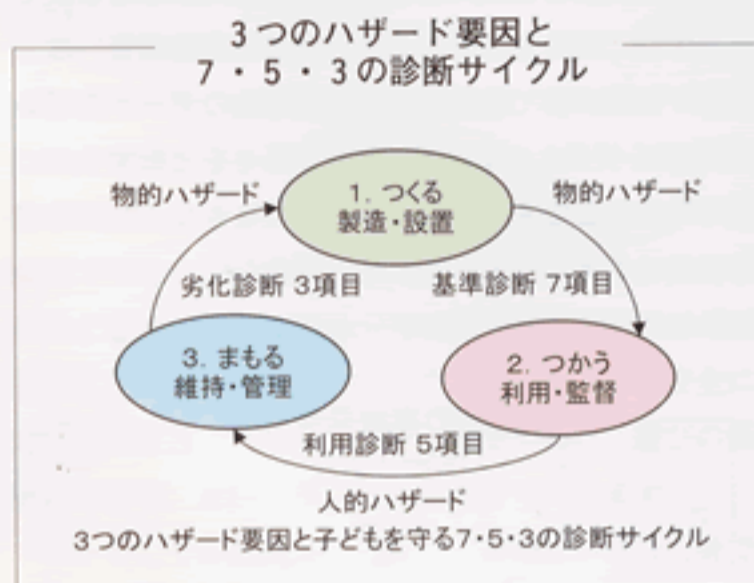 3つのハザード要因と
7・5・3の診断サイクル
物的ハザード
1. つくる
製造・設置
物的ハザード
劣化診断 3項目
基準診断 7項目
3. まもる
維持・管理
2. つかう
利用・監督
利用診断 5項目
人的ハザード
3つのハザード要因と子どもを守る7・5・3の診断サイクル